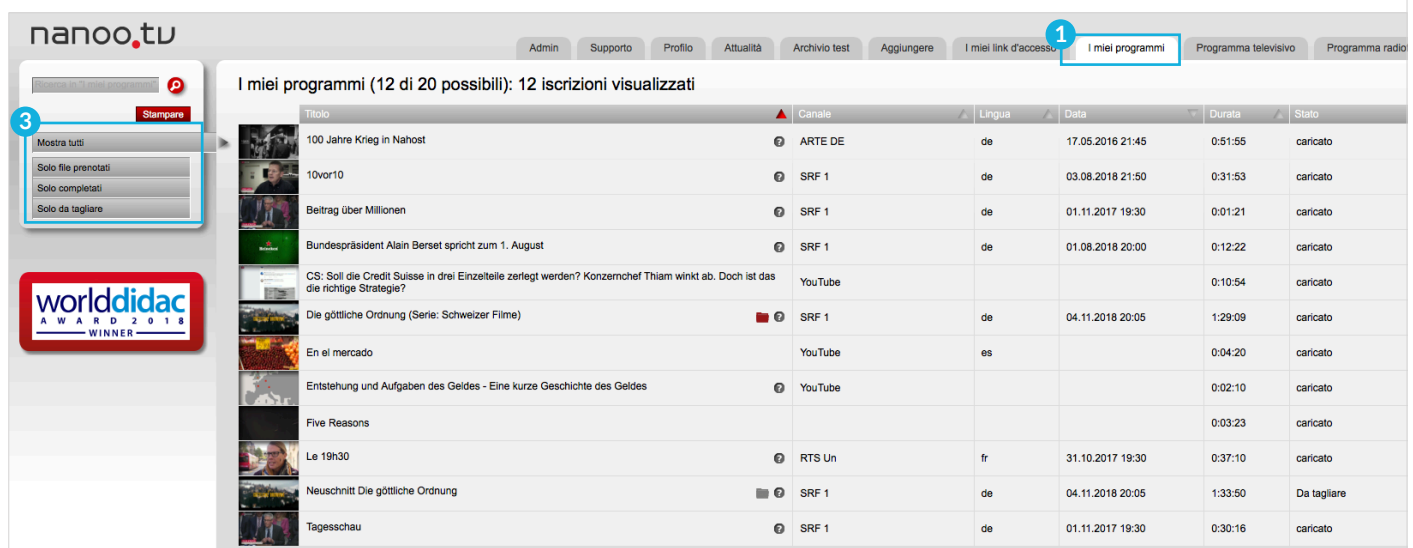 nanoo.tv
Admin Supporto Profilo Attualità Archivio test Aggiungere I miei link d'accesso 1 I miei programmi Programma televisivo Programma radiof
Ricerca in "I miei programmi"
I miei programmi (12 di 20 possibili): 12 iscrizioni visualizzati
Stampare
3
Mostra tutti
Solo file prenotati
Solo completati
Solo da tagliare
worlddidac
AWARD 2018
WINNER
Titolo Canale Lingua Data Durata Stato
100 Jahre Krieg in Nahost ? ARTE DE de 17.05.2016 21:45 0:51:55 caricato
10vor10 ? SRF 1 de 03.08.2018 21:50 0:31:53 caricato
Beitrag über Millionen ? SRF 1 de 01.11.2017 19:30 0:01:21 caricato
Bundespräsident Alain Berset spricht zum 1. August ? SRF 1 de 01.08.2018 20:00 0:12:22 caricato
CS: Soll die Credit Suisse in drei Einzelteile zerlegt werden? Konzernchef Thiam winkt ab. Doch ist das
die richtige Strategie? YouTube 0:10:54 caricato
Die göttliche Ordnung (Serie: Schweizer Filme) ? SRF 1 de 04.11.2018 20:05 1:29:09 caricato
En el mercado YouTube es 0:04:20 caricato
Entstehung und Aufgaben des Geldes - Eine kurze Geschichte des Geldes ? YouTube 0:02:10 caricato
Five Reasons 0:03:23 caricato
Le 19h30 ? RTS Un fr 31.10.2017 19:30 0:37:10 caricato
Neuschnitt Die göttliche Ordnung ? SRF 1 de 04.11.2018 20:05 1:33:50 Da tagliare
Tagesschau ? SRF 1 de 01.11.2017 19:30 0:30:16 caricato